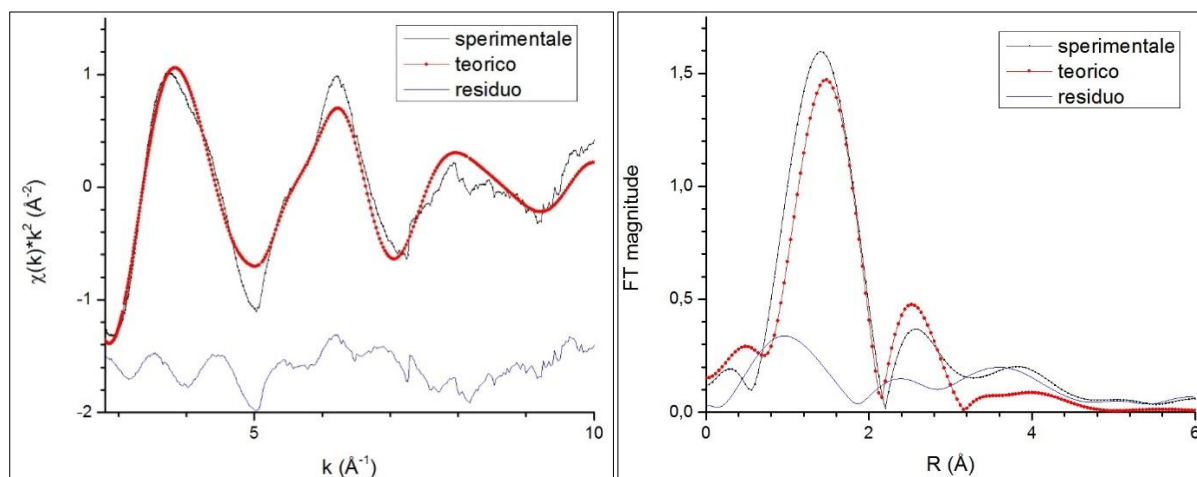 sperimentale
teorico
residuo
1
0
-1
-2
χ(k)*k² (Å⁻²)
5
10
k (Å⁻¹)
sperimentale
teorico
residuo
1,5
1,0
0,5
0,0
FT magnitude
0
2
4
6
R (Å)